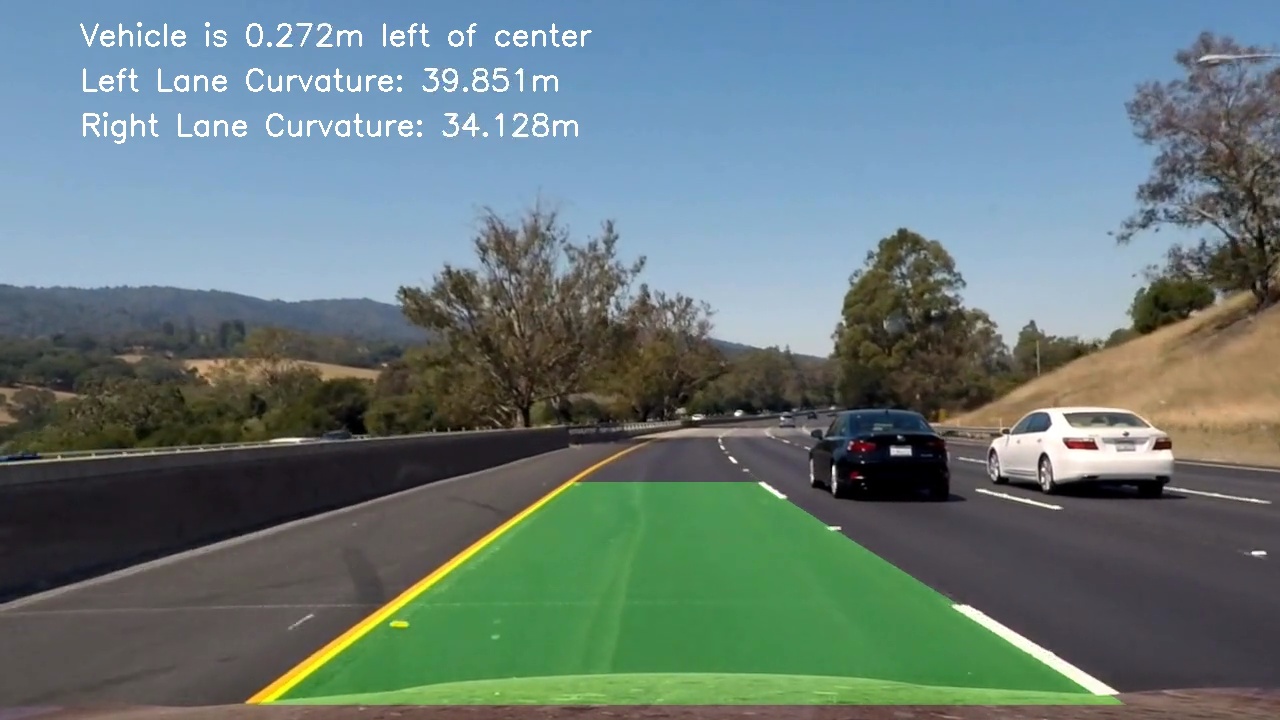 Vehicle is 0.272m left of center
Left Lane Curvature: 39.851m
Right Lane Curvature: 34.128m